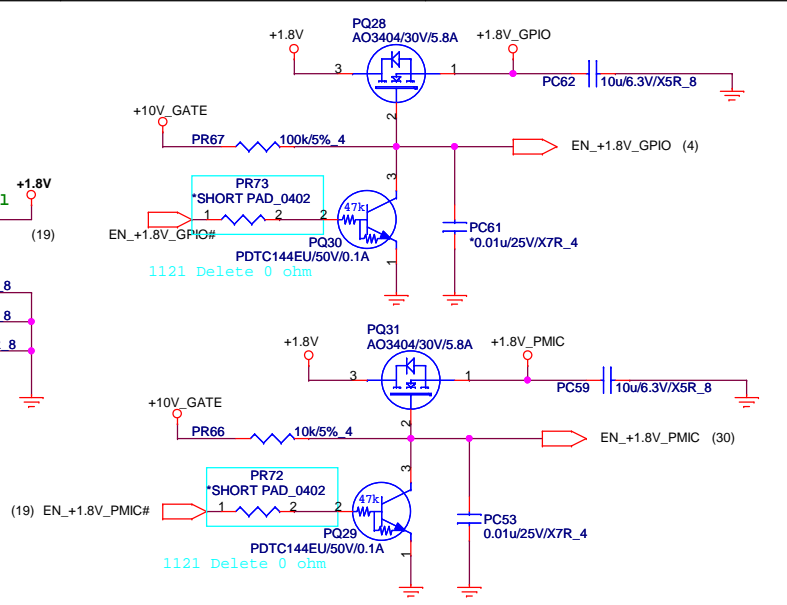 PQ28
AO3404/30V/5.8A
+1.8V
+1.8V_GPIO
3
1
PC62
10u/6.3V/X5R_8
2
+10V_GATE
PR67
100k/5%_4
EN_+1.8V_GPIO (4)
3
1
+1.8V
PR73
*SHORT PAD_0402
47k
1
2
2
(19)
EN_+1.8V_GPIO#
PC61
*0.01u/25V/X7R_4
PQ30
PDTC144EU/50V/0.1A
1
1121 Delete 0 ohm
8
8
_8
PQ31
AO3404/30V/5.8A
+1.8V
+1.8V_PMIC
3
1
PC59
10u/6.3V/X5R_8
2
+10V_GATE
PR66
10k/5%_4
EN_+1.8V_PMIC (30)
3
PR72
*SHORT PAD_0402
47k
(19) EN_+1.8V_PMIC#
1
2
2
PC53
0.01u/25V/X7R_4
PQ29
PDTC144EU/50V/0.1A
1
1121 Delete 0 ohm